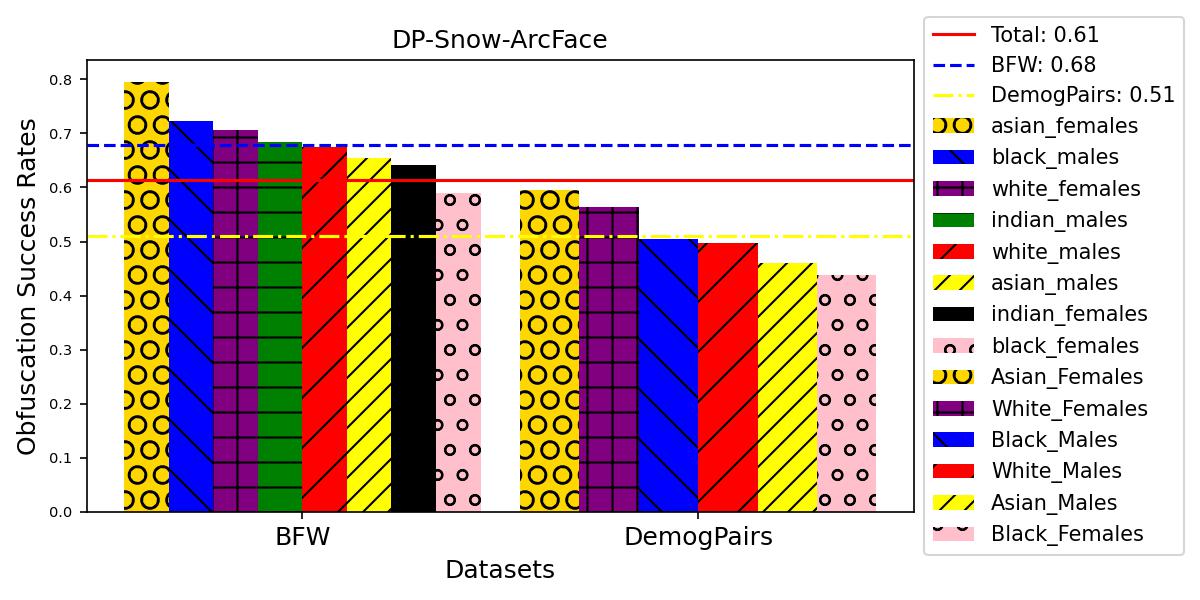 DP-Snow-ArcFace
Obfuscation Success Rates
0.8
0.7
0.6
0.5
0.4
0.3
0.2
0.1
0.0
BFW
DemogPairs
Datasets
Total: 0.61
BFW: 0.68
DemogPairs: 0.51
asian_females
black_males
white_females
indian_males
white_males
asian_males
indian_females
black_females
Asian_Females
White_Females
Black_Males
White_Males
Asian_Males
Black_Females